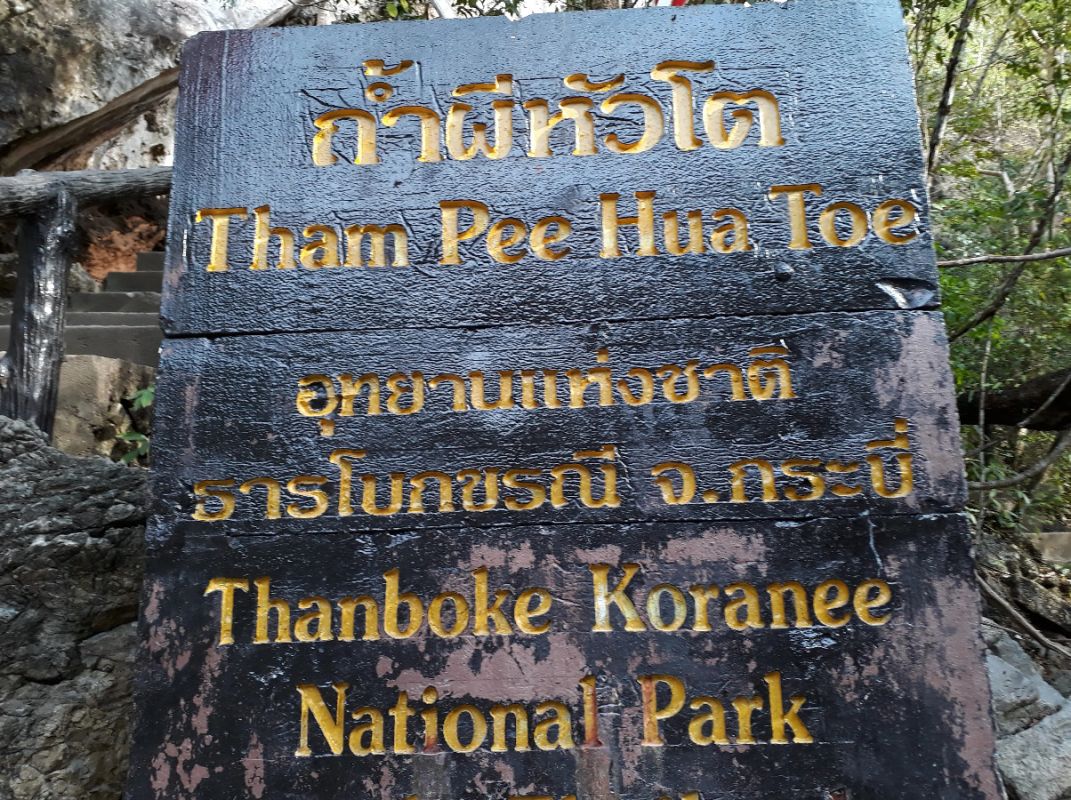 ถ้ำผีหัวโต
Tham Pee Hua Toe
อุทยานแห่งชาติ
ธารโบกขรณี จ.กระบี่
Thanboke Koranee
National Park